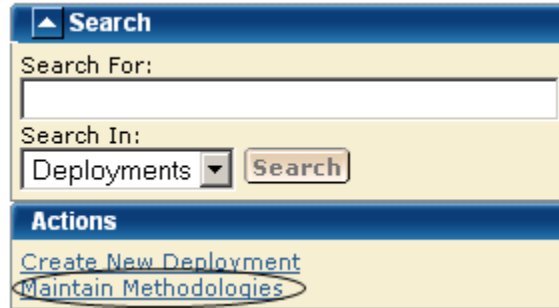 Search
Search For:
Search In:
Deployments Search
Actions
Create New Deployment
Maintain Methodologies